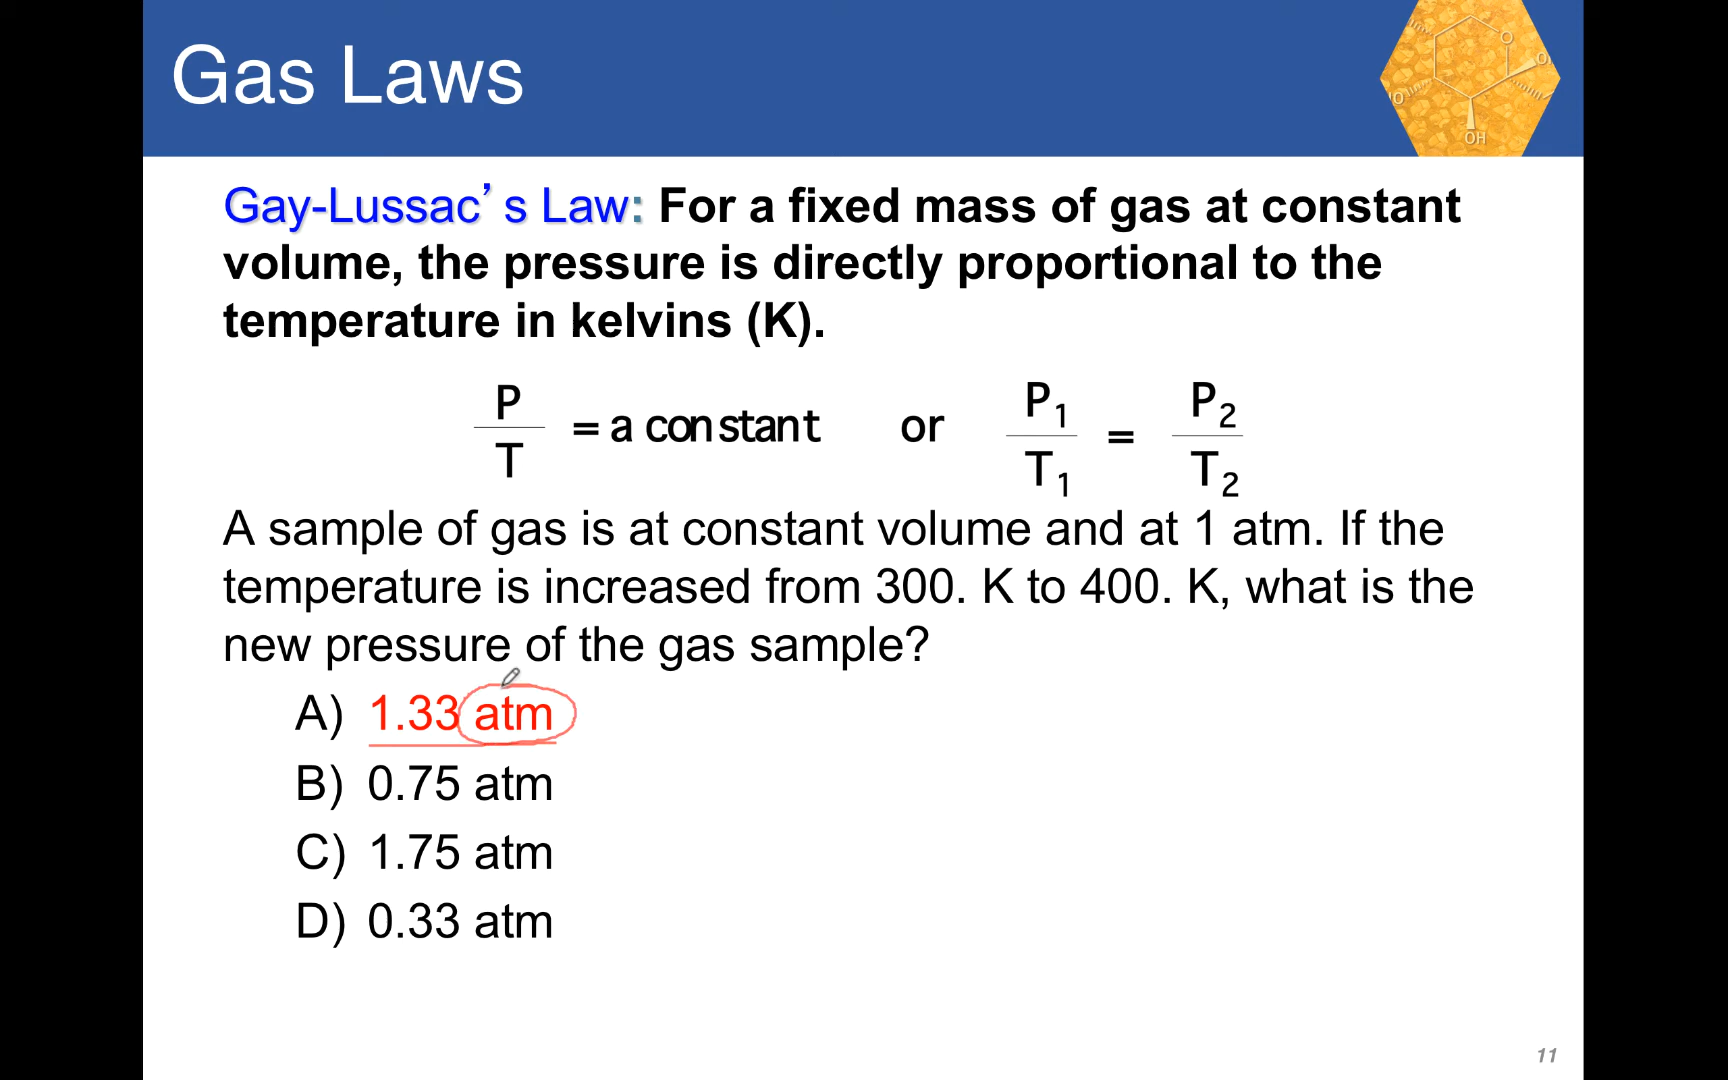 Gas Laws
O
OH
OH
Gay-Lussac’s Law: For a fixed mass of gas at constant
volume, the pressure is directly proportional to the
temperature in kelvins (K).
P
T
= a constant or
P1
T1
=
P2
T2
A sample of gas is at constant volume and at 1 atm. If the
temperature is increased from 300. K to 400. K, what is the
new pressure of the gas sample?
A) 1.33 atm
B) 0.75 atm
C) 1.75 atm
D) 0.33 atm
11